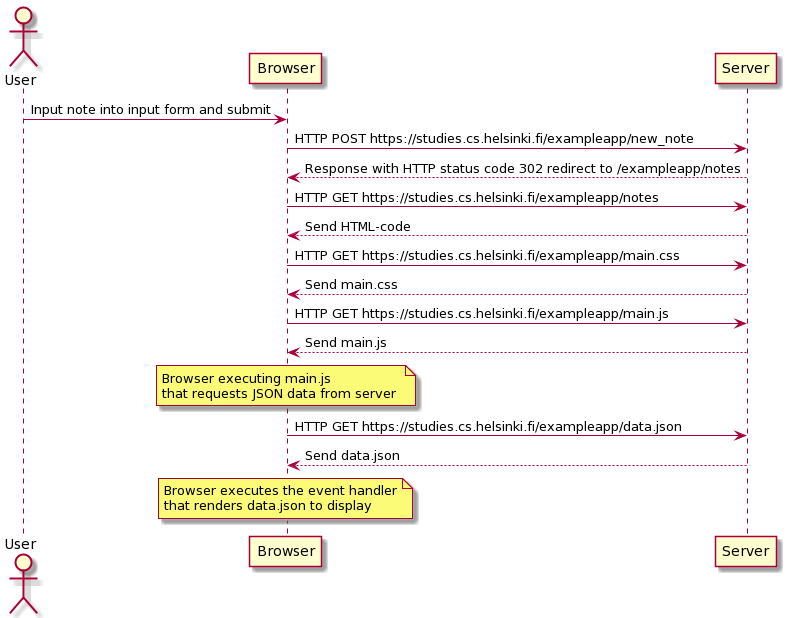 User
Browser
Server
Input note into input form and submit
HTTP POST https://studies.cs.helsinki.fi/exampleapp/new_note
Response with HTTP status code 302 redirect to /exampleapp/notes
HTTP GET https://studies.cs.helsinki.fi/exampleapp/notes
Send HTML-code
HTTP GET https://studies.cs.helsinki.fi/exampleapp/main.css
Send main.css
HTTP GET https://studies.cs.helsinki.fi/exampleapp/main.js
Send main.js
Browser executing main.js
that requests JSON data from server
HTTP GET https://studies.cs.helsinki.fi/exampleapp/data.json
Send data.json
Browser executes the event handler
that renders data.json to display
User
Browser
Server